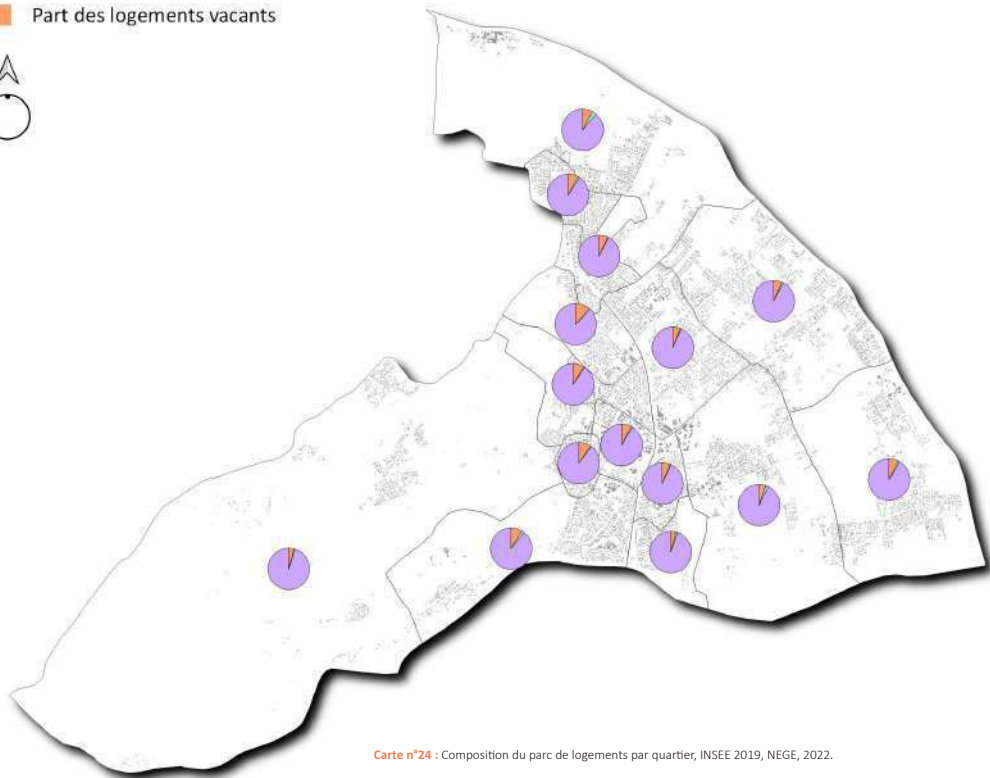 Part des logements vacants
Carte n°24 : Composition du parc de logements par quartier, INSEE 2019, NEGE, 2022.